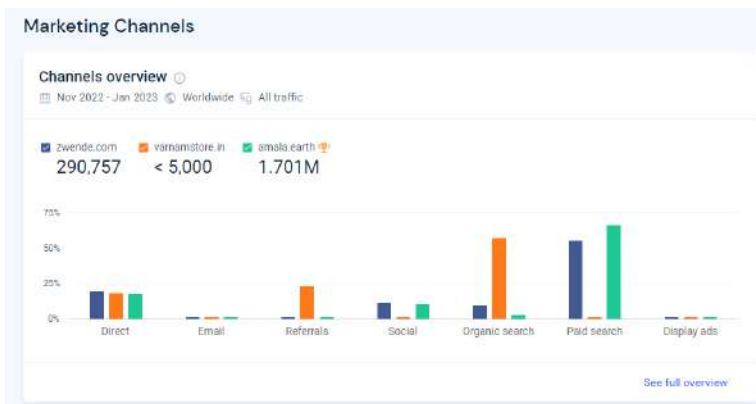 Marketing Channels
Channels overview
Nov 2022 - Jan 2023 Worldwide All traffic
zwende.com varnamstore.in amala.earth
290,757 < 5,000 1.701M
75%
50%
25%
0%
Direct Email Referrals Social Organic search Paid search Display ads
See full overview